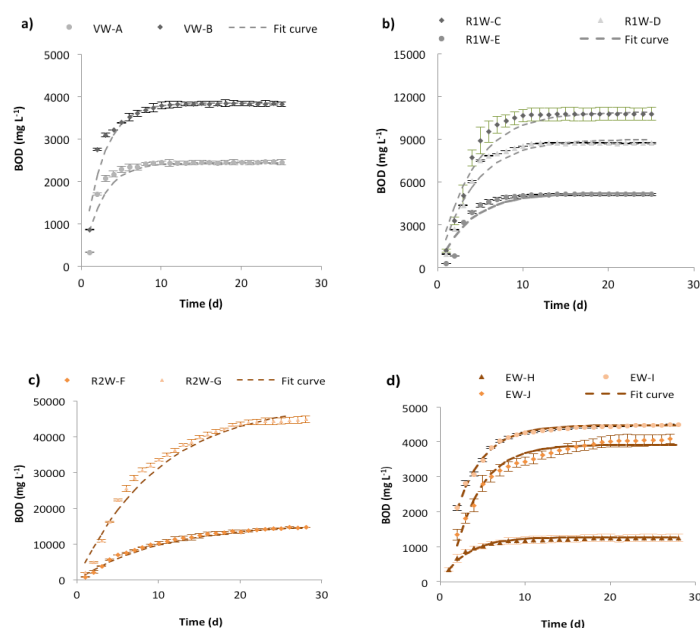 a) VW-A VW-B Fit curve
BOD (mg L-1)
5000
4000
3000
2000
1000
0
0 10 20 30
Time (d)
b) R1W-C R1W-D
R1W-E Fit curve
BOD (mg L-1)
15000
12000
9000
6000
3000
0
0 10 20 30
Time (d)
c) R2W-F R2W-G Fit curve
BOD (mg L-1)
50000
40000
30000
20000
10000
0
0 10 20 30
Time (d)
d) EW-H EW-I
EW-J Fit curve
BOD (mg L-1)
5000
4000
3000
2000
1000
0
0 10 20 30
Time (d)